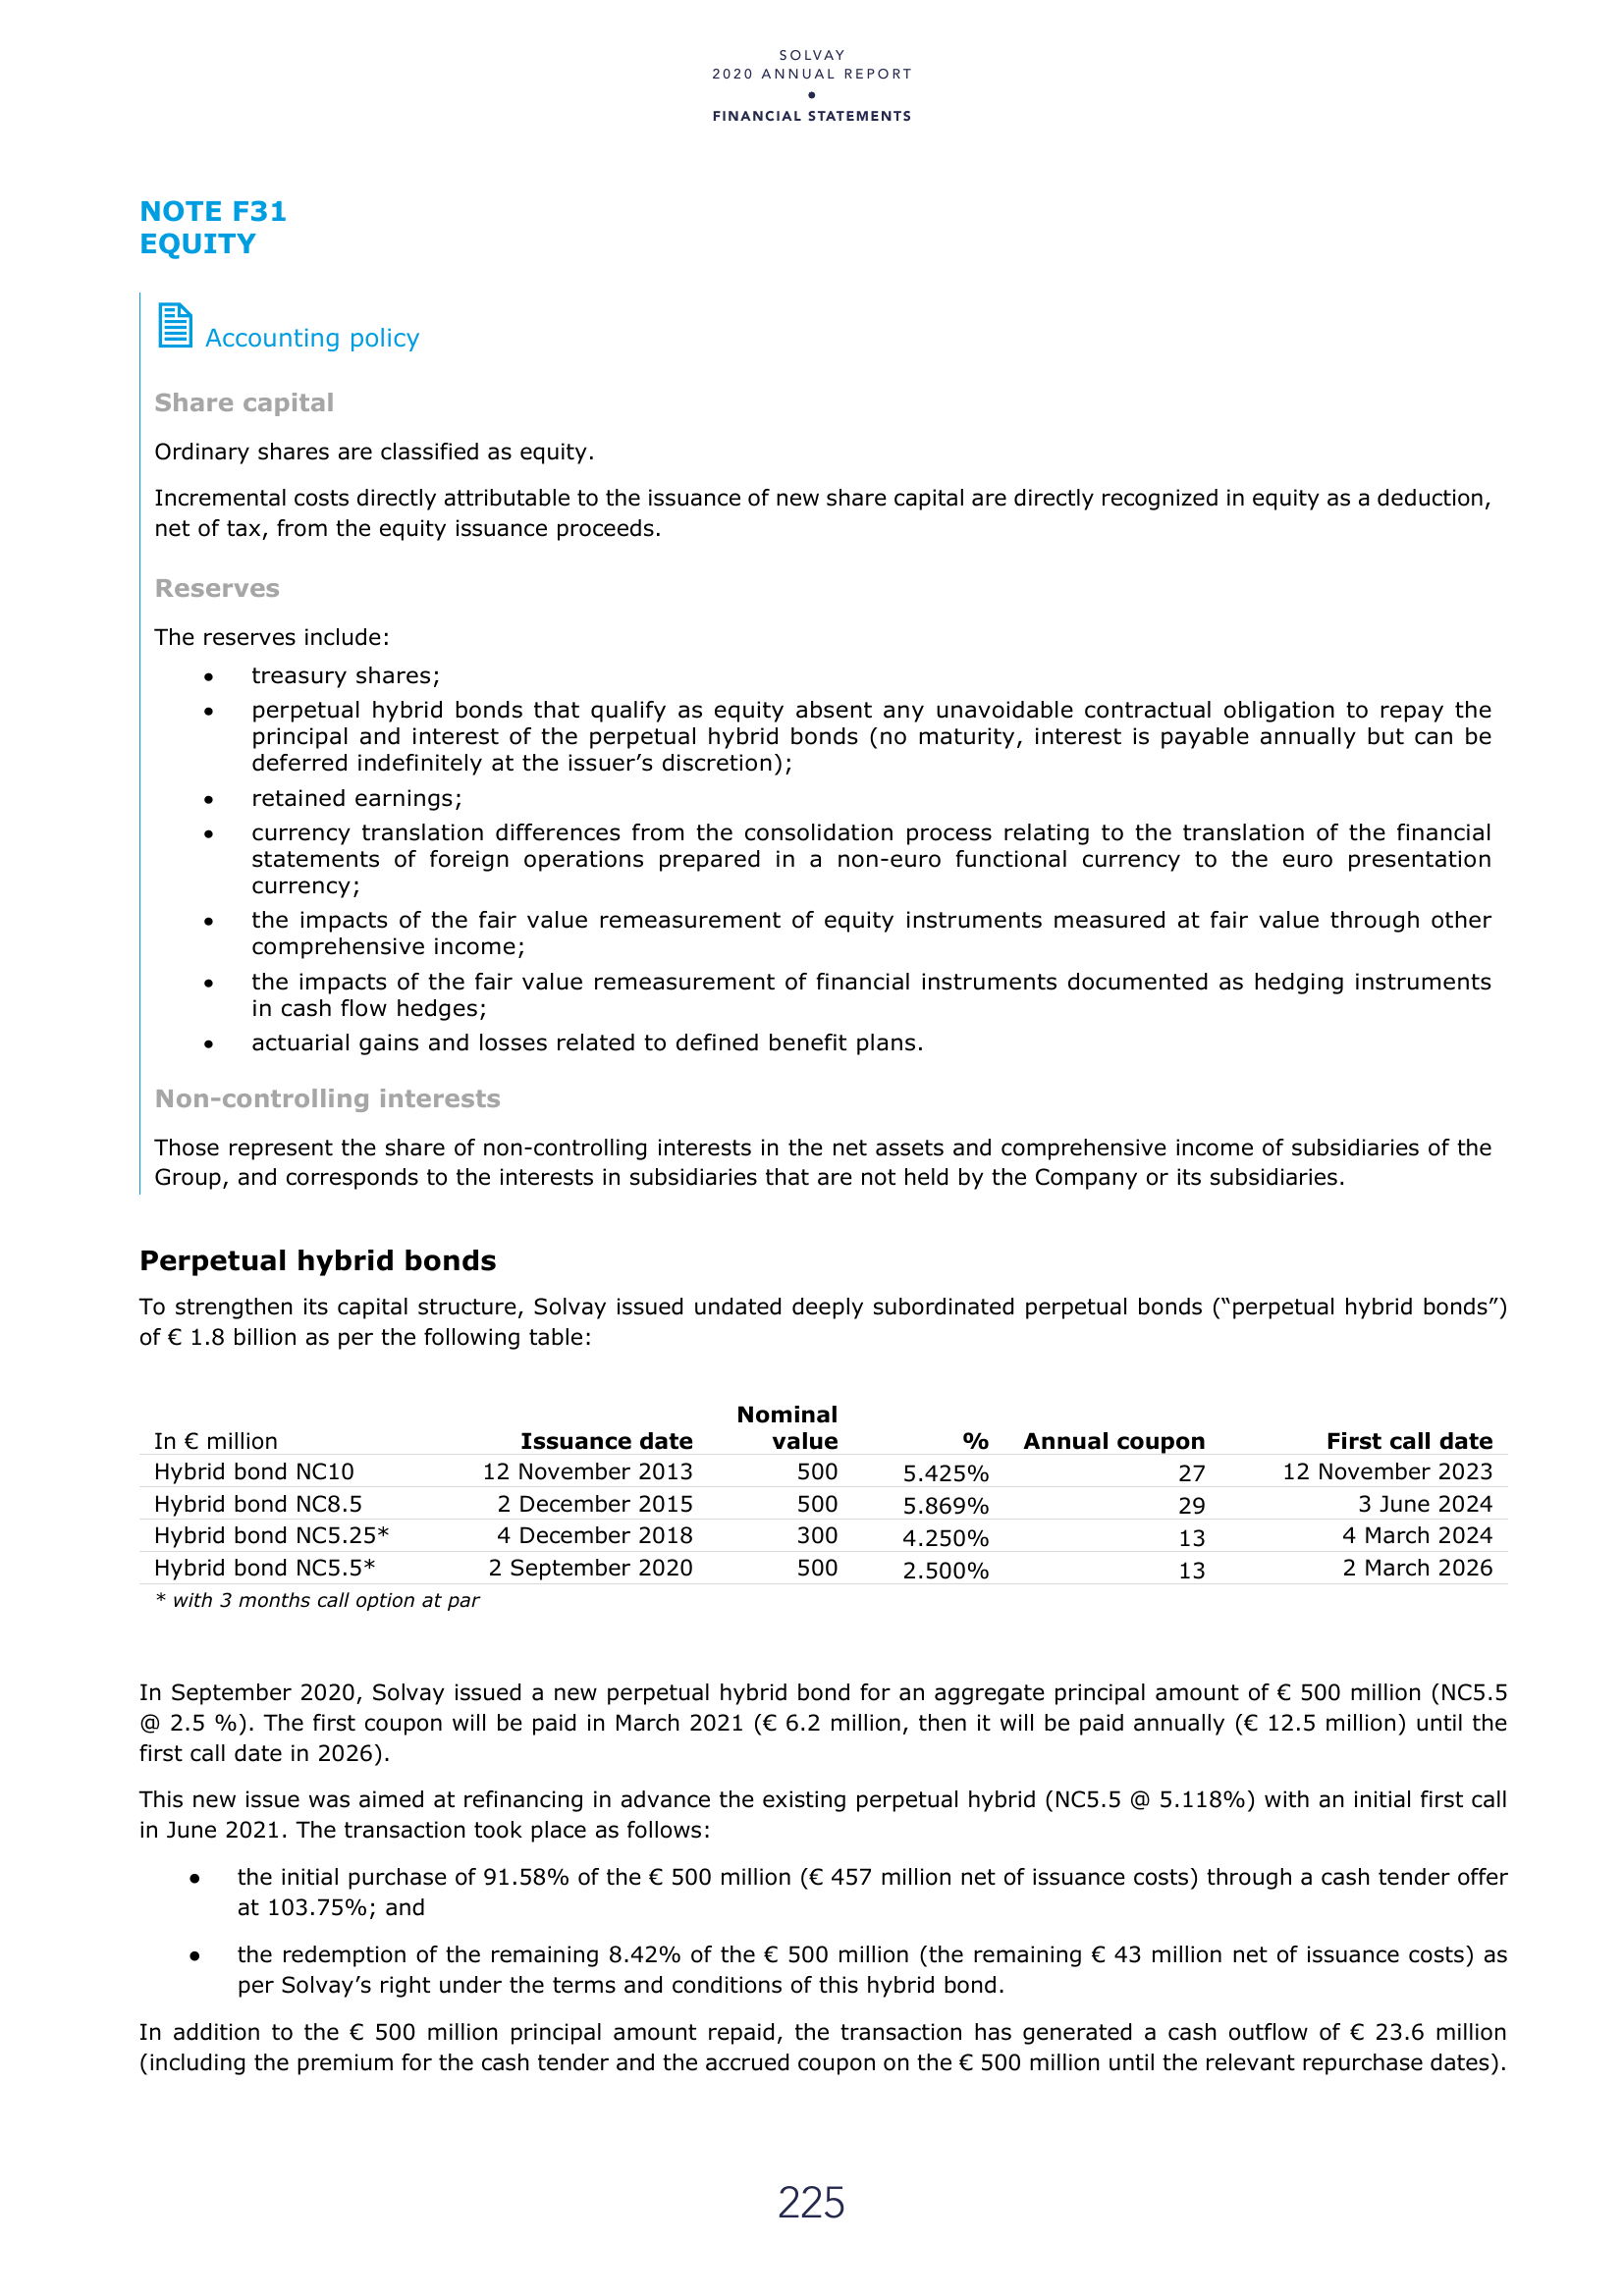 SOLVAY
2020 ANNUAL REPORT
•
FINANCIAL STATEMENTS
NOTE F31
EQUITY
Accounting policy
Share capital
Ordinary shares are classified as equity.
Incremental costs directly attributable to the issuance of new share capital are directly recognized in equity as a deduction,
net of tax, from the equity issuance proceeds.
Reserves
The reserves include:
• treasury shares;
• perpetual hybrid bonds that qualify as equity absent any unavoidable contractual obligation to repay the
principal and interest of the perpetual hybrid bonds (no maturity, interest is payable annually but can be
deferred indefinitely at the issuer’s discretion);
• retained earnings;
• currency translation differences from the consolidation process relating to the translation of the financial
statements of foreign operations prepared in a non-euro functional currency to the euro presentation
currency;
• the impacts of the fair value remeasurement of equity instruments measured at fair value through other
comprehensive income;
• the impacts of the fair value remeasurement of financial instruments documented as hedging instruments
in cash flow hedges;
• actuarial gains and losses related to defined benefit plans.
Non-controlling interests
Those represent the share of non-controlling interests in the net assets and comprehensive income of subsidiaries of the
Group, and corresponds to the interests in subsidiaries that are not held by the Company or its subsidiaries.
Perpetual hybrid bonds
To strengthen its capital structure, Solvay issued undated deeply subordinated perpetual bonds (“perpetual hybrid bonds”)
of € 1.8 billion as per the following table:
Nominal
In € million Issuance date value % Annual coupon First call date
Hybrid bond NC10 12 November 2013 500 5.425% 27 12 November 2023
Hybrid bond NC8.5 2 December 2015 500 5.869% 29 3 June 2024
Hybrid bond NC5.25* 4 December 2018 300 4.250% 13 4 March 2024
Hybrid bond NC5.5* 2 September 2020 500 2.500% 13 2 March 2026
* with 3 months call option at par
In September 2020, Solvay issued a new perpetual hybrid bond for an aggregate principal amount of € 500 million (NC5.5
@ 2.5 %). The first coupon will be paid in March 2021 (€ 6.2 million, then it will be paid annually (€ 12.5 million) until the
first call date in 2026).
This new issue was aimed at refinancing in advance the existing perpetual hybrid (NC5.5 @ 5.118%) with an initial first call
in June 2021. The transaction took place as follows:
● the initial purchase of 91.58% of the € 500 million (€ 457 million net of issuance costs) through a cash tender offer
at 103.75%; and
● the redemption of the remaining 8.42% of the € 500 million (the remaining € 43 million net of issuance costs) as
per Solvay’s right under the terms and conditions of this hybrid bond.
In addition to the € 500 million principal amount repaid, the transaction has generated a cash outflow of € 23.6 million
(including the premium for the cash tender and the accrued coupon on the € 500 million until the relevant repurchase dates).
225